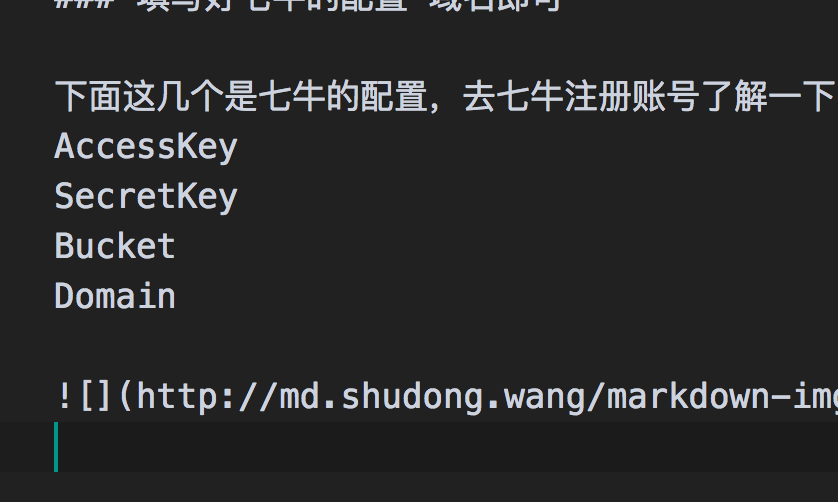 ### 填写好七牛的配置 域名即可
下面这几个是七牛的配置，去七牛注册账号了解一下
AccessKey
SecretKey
Bucket
Domain
![](http://md.shudong.wang/markdown-img